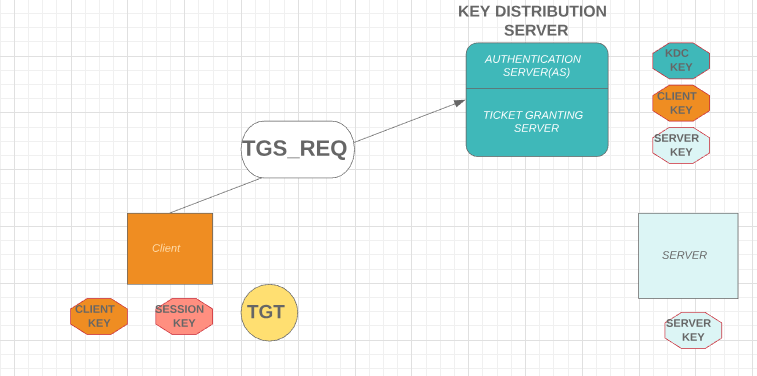 KEY DISTRIBUTION
SERVER
AUTHENTICATION
SERVER(AS)
TICKET GRANTING
SERVER
KDC
KEY
CLIENT
KEY
SERVER
KEY
TGS_REQ
Client
CLIENT
KEY
SESSION
KEY
TGT
SERVER
SERVER
KEY